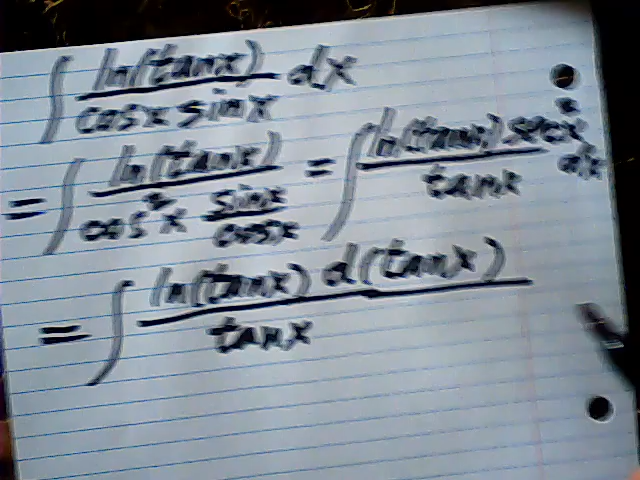 ∫ ln(tanx)/(cosx sinx) dx
= ∫ ln(tanx)/(cos²x sinx/cosx) = ∫ ln(tanx) sec²x/tanx dx
= ∫ ln(tanx) d(tanx)/tanx